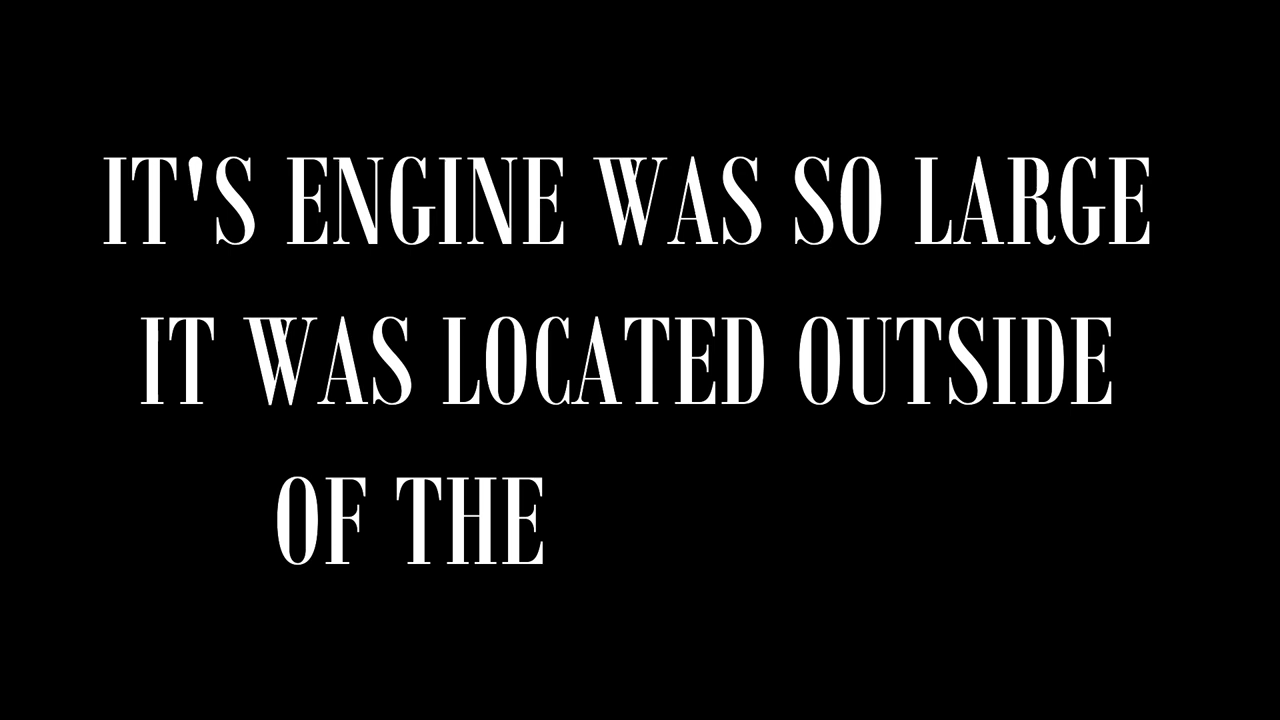 IT'S ENGINE WAS SO LARGE
IT WAS LOCATED OUTSIDE
OF THE